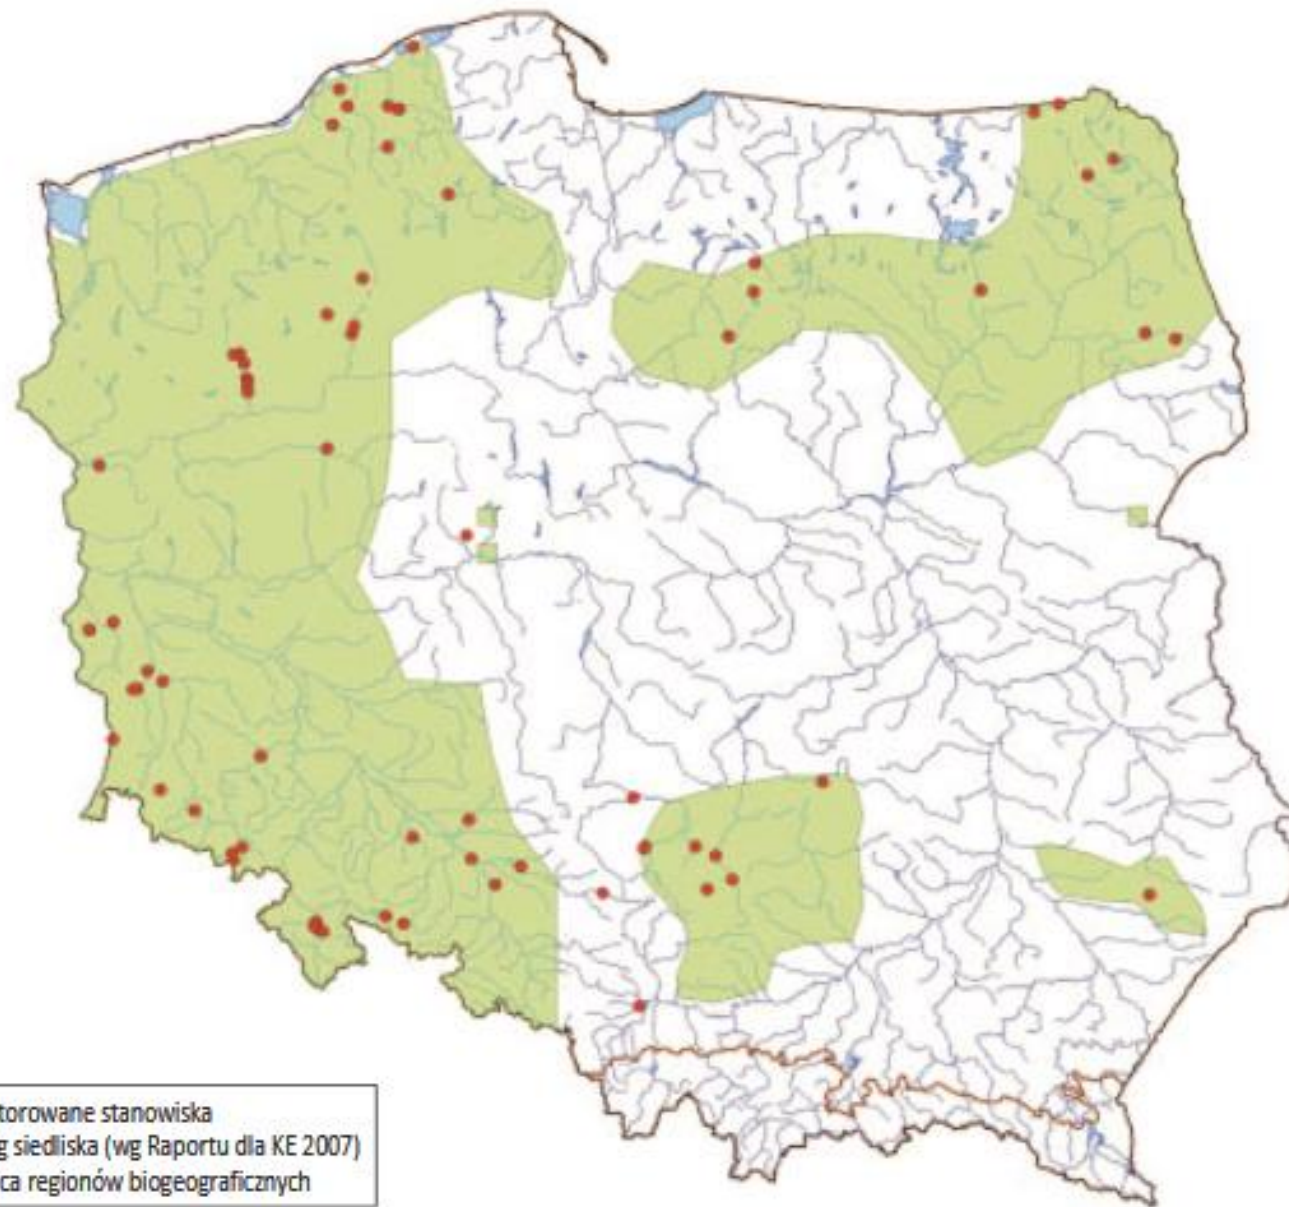 torowane stanowiska
g siedliska (wg Raportu dla KE 2007)
ca regionów biogeograficznych